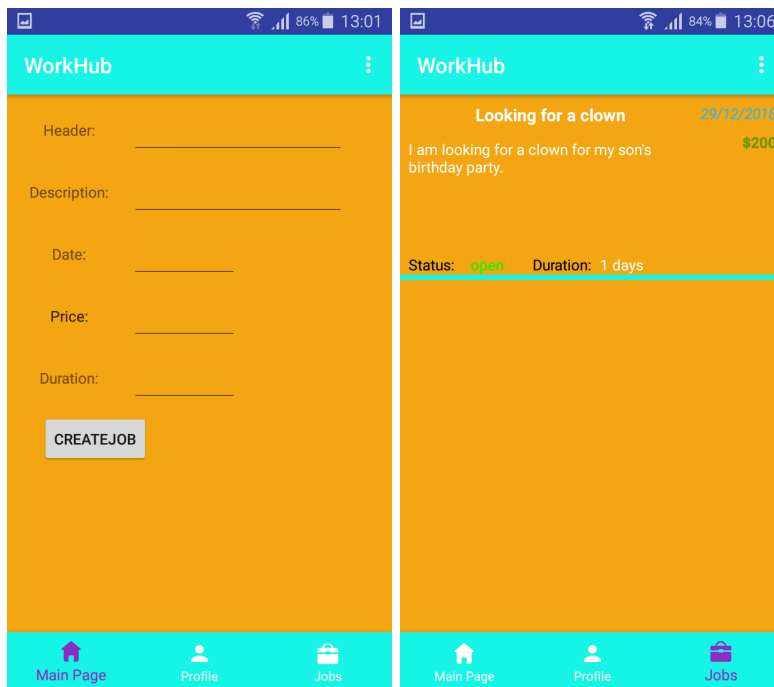 86% 13:01
WorkHub
Header:
Description:
Date:
Price:
Duration:
CREATEJOB
Main Page Profile Jobs
84% 13:06
WorkHub
Looking for a clown 29/12/2018
$200
I am looking for a clown for my son's
birthday party.
Status: open Duration: 1 days
Main Page Profile Jobs